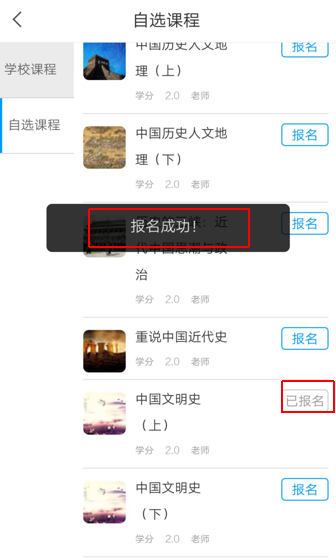 自选课程
学校课程
自选课程
中国历史人文地
理（上）
学分 2.0 老师
报名
中国历史人文地
理（下）
学分 2.0 老师
报名
报名成功！
：近
代中国思潮与政
治
学分 2.0 老师
报名
重说中国近代史
学分 2.0 老师
报名
中国文明史
（上）
学分 2.0 老师
已报名
中国文明史
（下）
学分 2.0 老师
报名